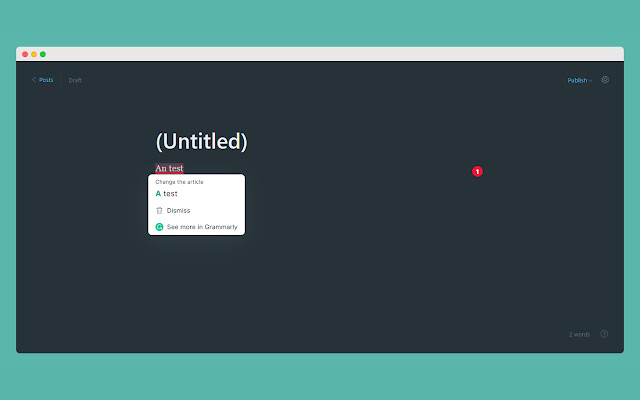 Posts
Draft
Publish
(Untitled)
An test
1
Change the article
A test
Dismiss
See more in Grammarly
2 words
?